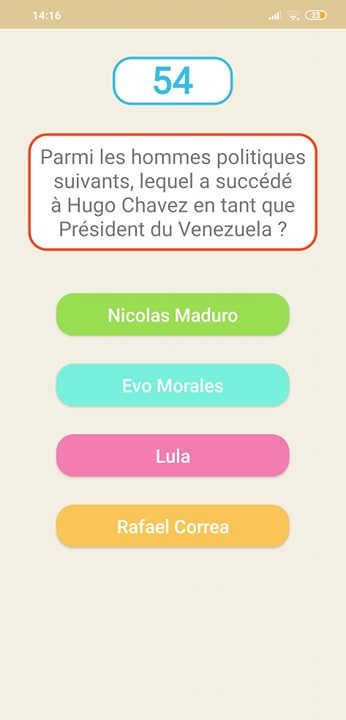 14:16
23
54
Parmi les hommes politiques
suivants, lequel a succédé
à Hugo Chavez en tant que
Président du Venezuela ?
Nicolas Maduro
Evo Morales
Lula
Rafael Correa